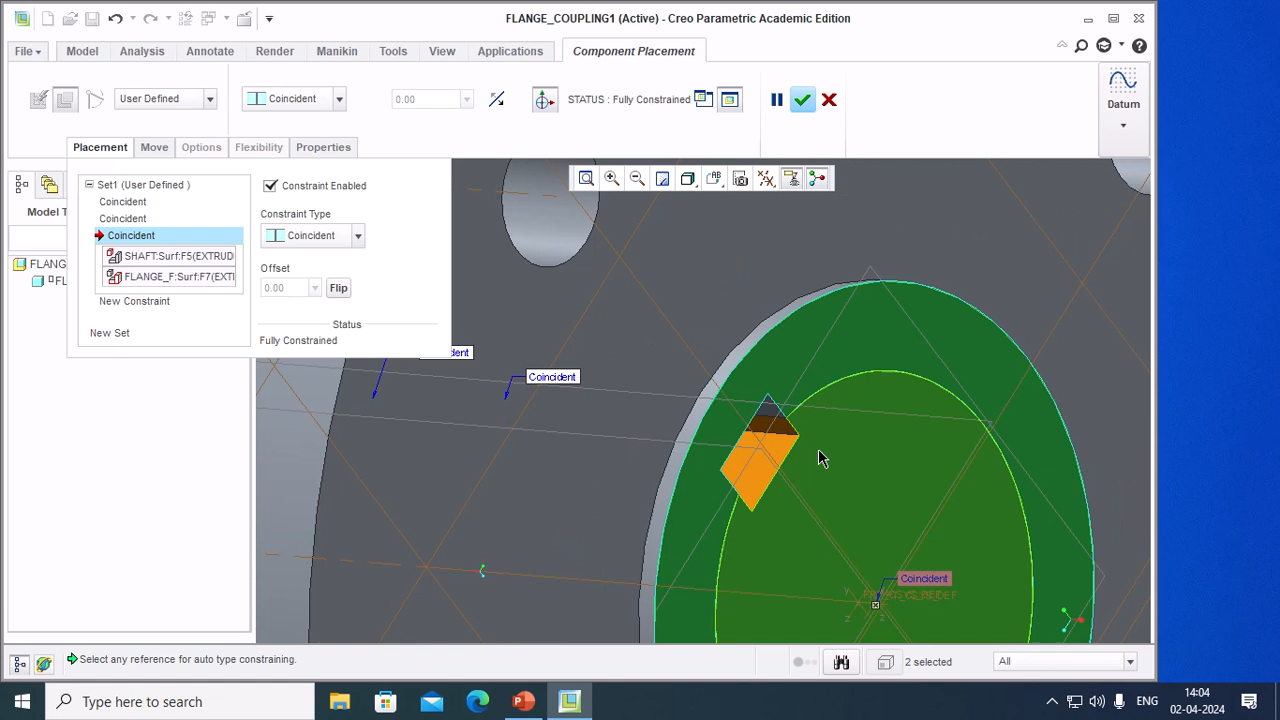 FLANGE_COUPLING1 (Active) - Creo Parametric Academic Edition
File Model Analysis Annotate Render Manikin Tools View Applications Component Placement
User Defined Coincident 0.00 STATUS : Fully Constrained
Datum
Placement Move Options Flexibility Properties
Set1 (User Defined )
Coincident
Coincident
Coincident
SHAFT:Surf:F5(EXTRUD
FLANGE_F:Surf:F7(EXTI
New Constraint
New Set
Constraint Enabled
Constraint Type
Coincident
Offset
0.00 Flip
Status
Fully Constrained
Model T
FLANG
FL
dent
Coincident
Coincident
Select any reference for auto type constraining.
2 selected
All
Type here to search
ENG
14:04
02-04-2024